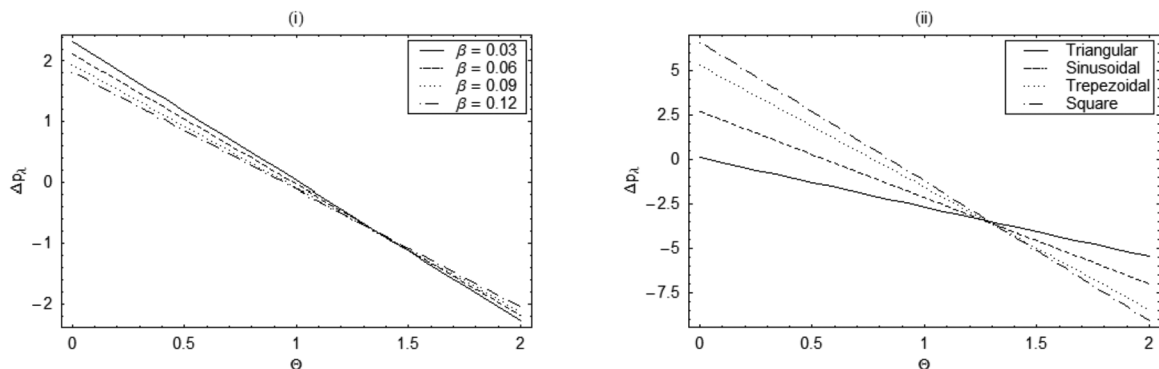 (i)
β = 0.03
β = 0.06
β = 0.09
β = 0.12
2
1
0
−1
−2
Δpλ
0 0.5 1 1.5 2
Θ
(ii)
Triangular
Sinusoidal
Trepezoidal
Square
5
2.5
0
−2.5
−5
−7.5
Δpλ
0 0.5 1 1.5 2
Θ